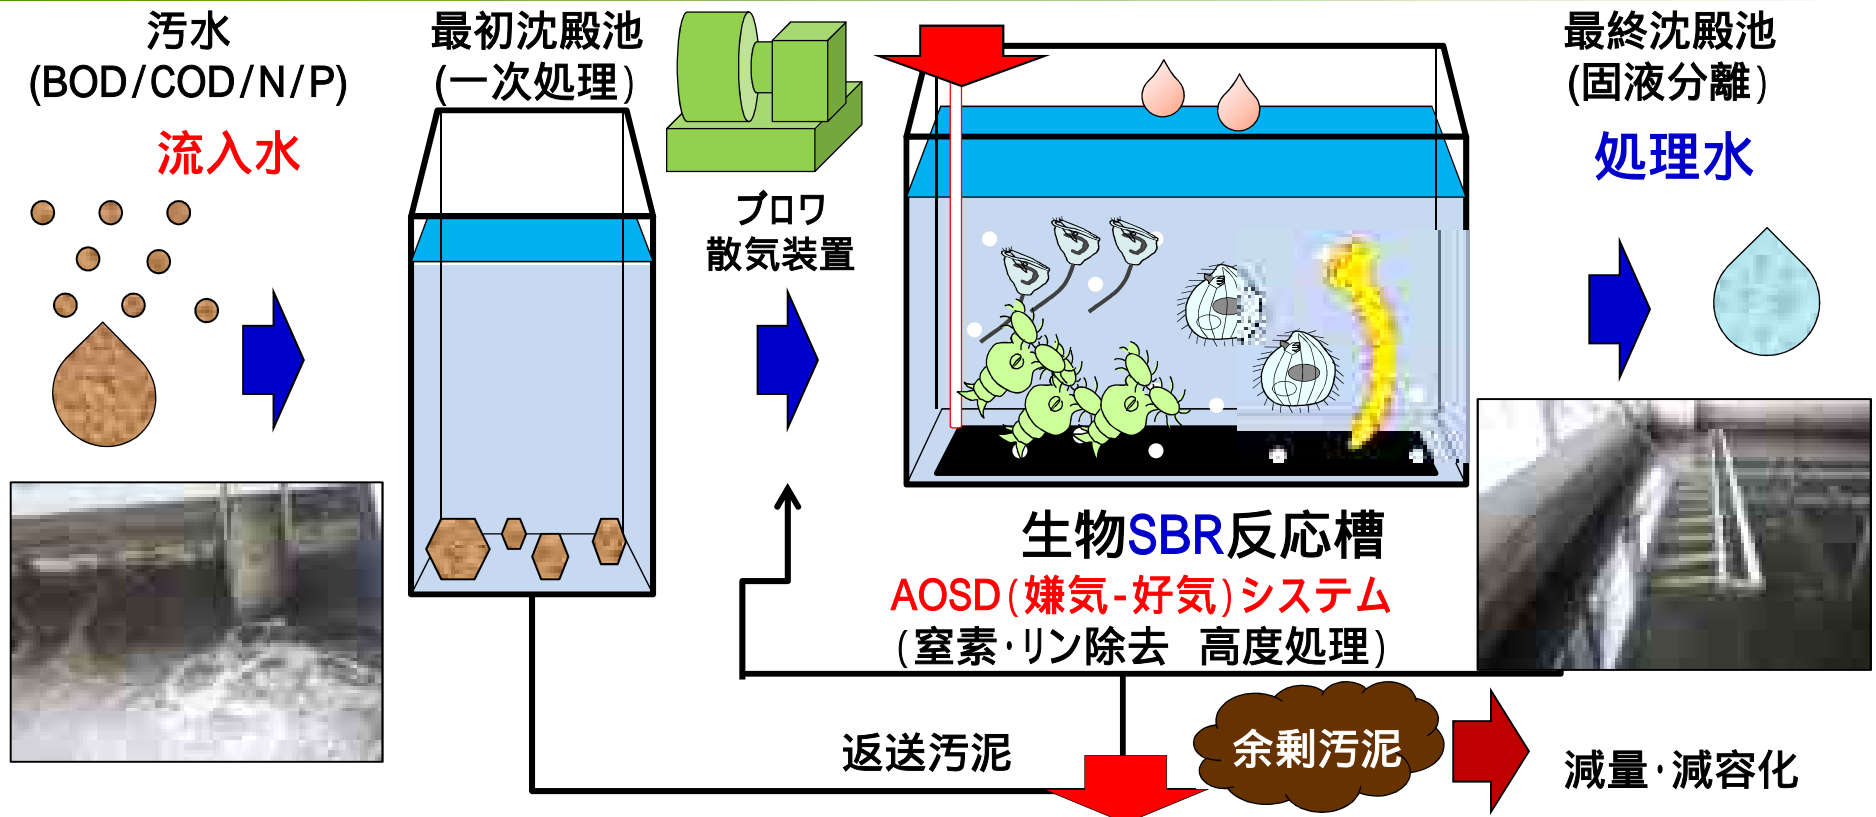 汚水
(BOD/COD/N/P)
流入水
最初沈殿池
(一次処理)
ブロワ
散気装置
最終沈殿池
(固液分離)
処理水
生物SBR反応槽
AOSD(嫌気-好気)システム
(窒素・リン除去 高度処理)
返送汚泥
余剰汚泥
減量・減容化